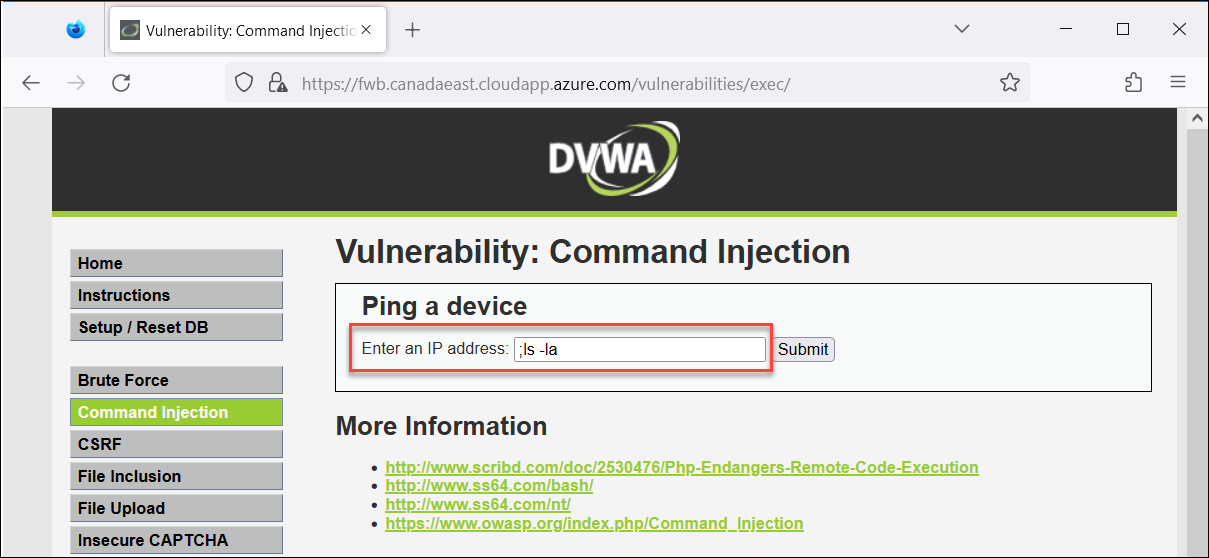 Vulnerability: Command Injectio
https://fwb.canadaeast.cloudapp.azure.com/vulnerabilities/exec/
DVWA
Home
Instructions
Setup / Reset DB
Brute Force
Command Injection
CSRF
File Inclusion
File Upload
Insecure CAPTCHA
Vulnerability: Command Injection
Ping a device
Enter an IP address: ;ls -la Submit
More Information
• http://www.scribd.com/doc/2530476/Php-Endangers-Remote-Code-Execution
• http://www.ss64.com/bash/
• http://www.ss64.com/nt/
• https://www.owasp.org/index.php/Command_Injection